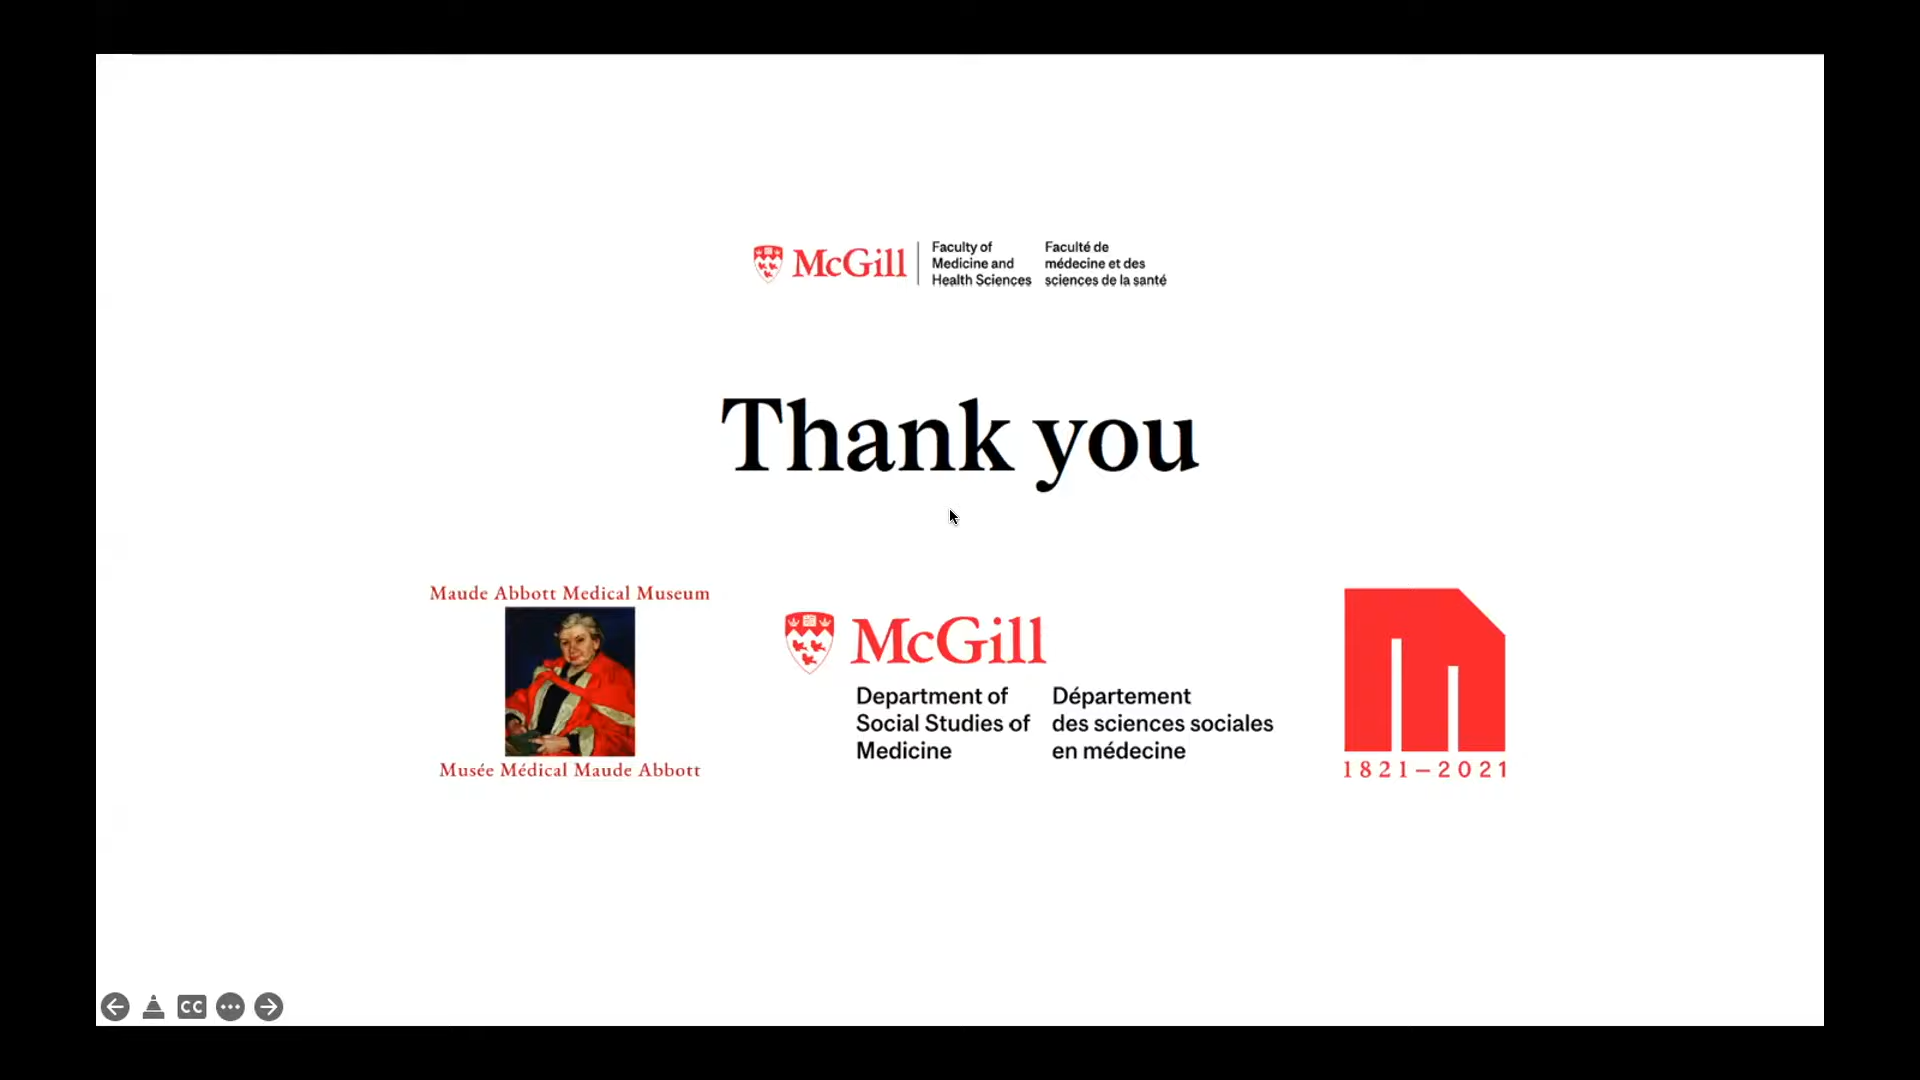 McGill
Faculty of
Medicine and
Health Sciences
Faculté de
médecine et des
sciences de la santé
Thank you
Maude Abbott Medical Museum
Musée Médical Maude Abbott
McGill
Department of
Social Studies of
Medicine
Département
des sciences sociales
en médecine
1821–2021
CC